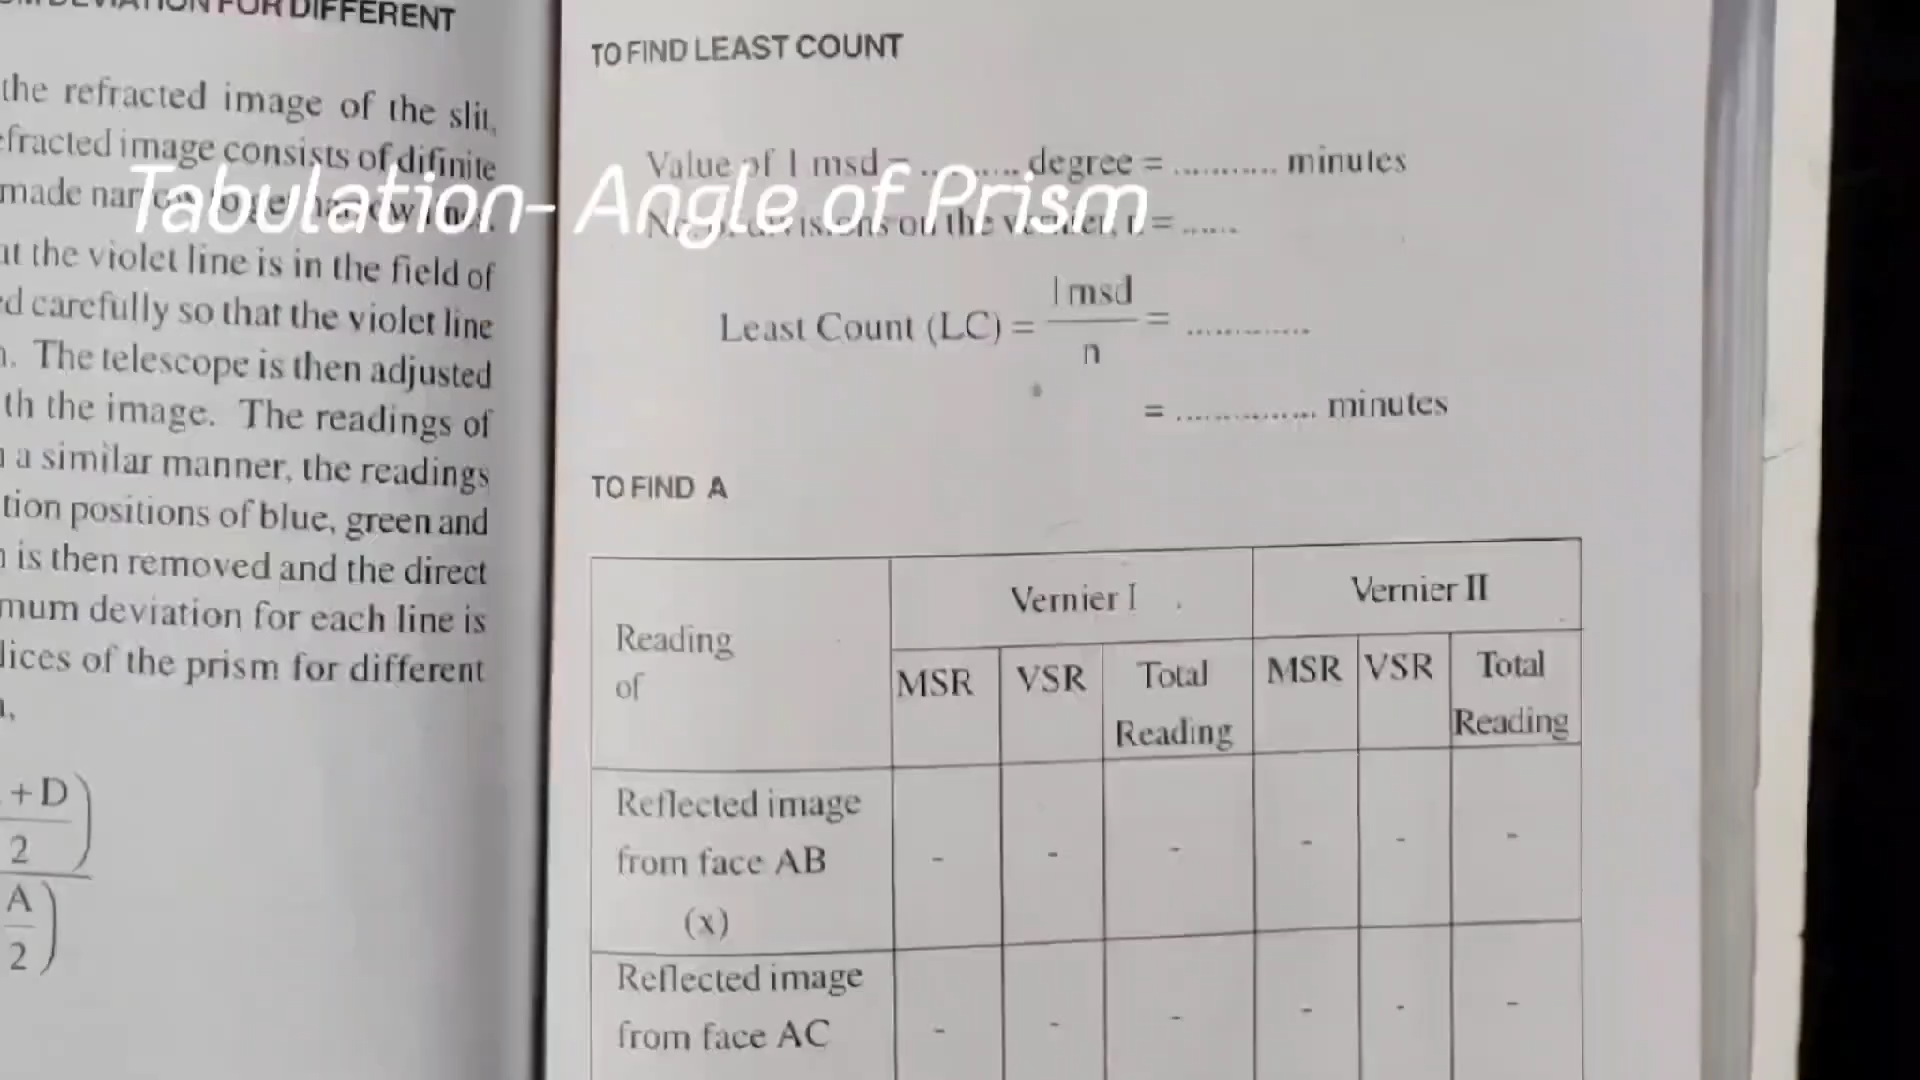 DEVIATION FOR DIFFERENT
the refracted image of the slit,
fracted image consists of difinite
made
at the violet line is in the field of
d carefully so that the violet line
. The telescope is then adjusted
th the image. The readings of
a similar manner, the readings
tion positions of blue, green and
is then removed and the direct
mum deviation for each line is
lices of the prism for different
+ D
2
A
2
Tabulation- Angle of Prism
TO FIND LEAST COUNT
Value of 1 msd = .......... degree = ........... minutes
on the vernier, n = ......
Least Count (LC) = 1 msd / n = .............
= ............... minutes
TO FIND A
Reading of
Vernier I
Vernier II
MSR VSR Total Reading MSR VSR Total Reading
Reflected image
from face AB - - - - - -
(x)
Reflected image
from face AC - - - - - -